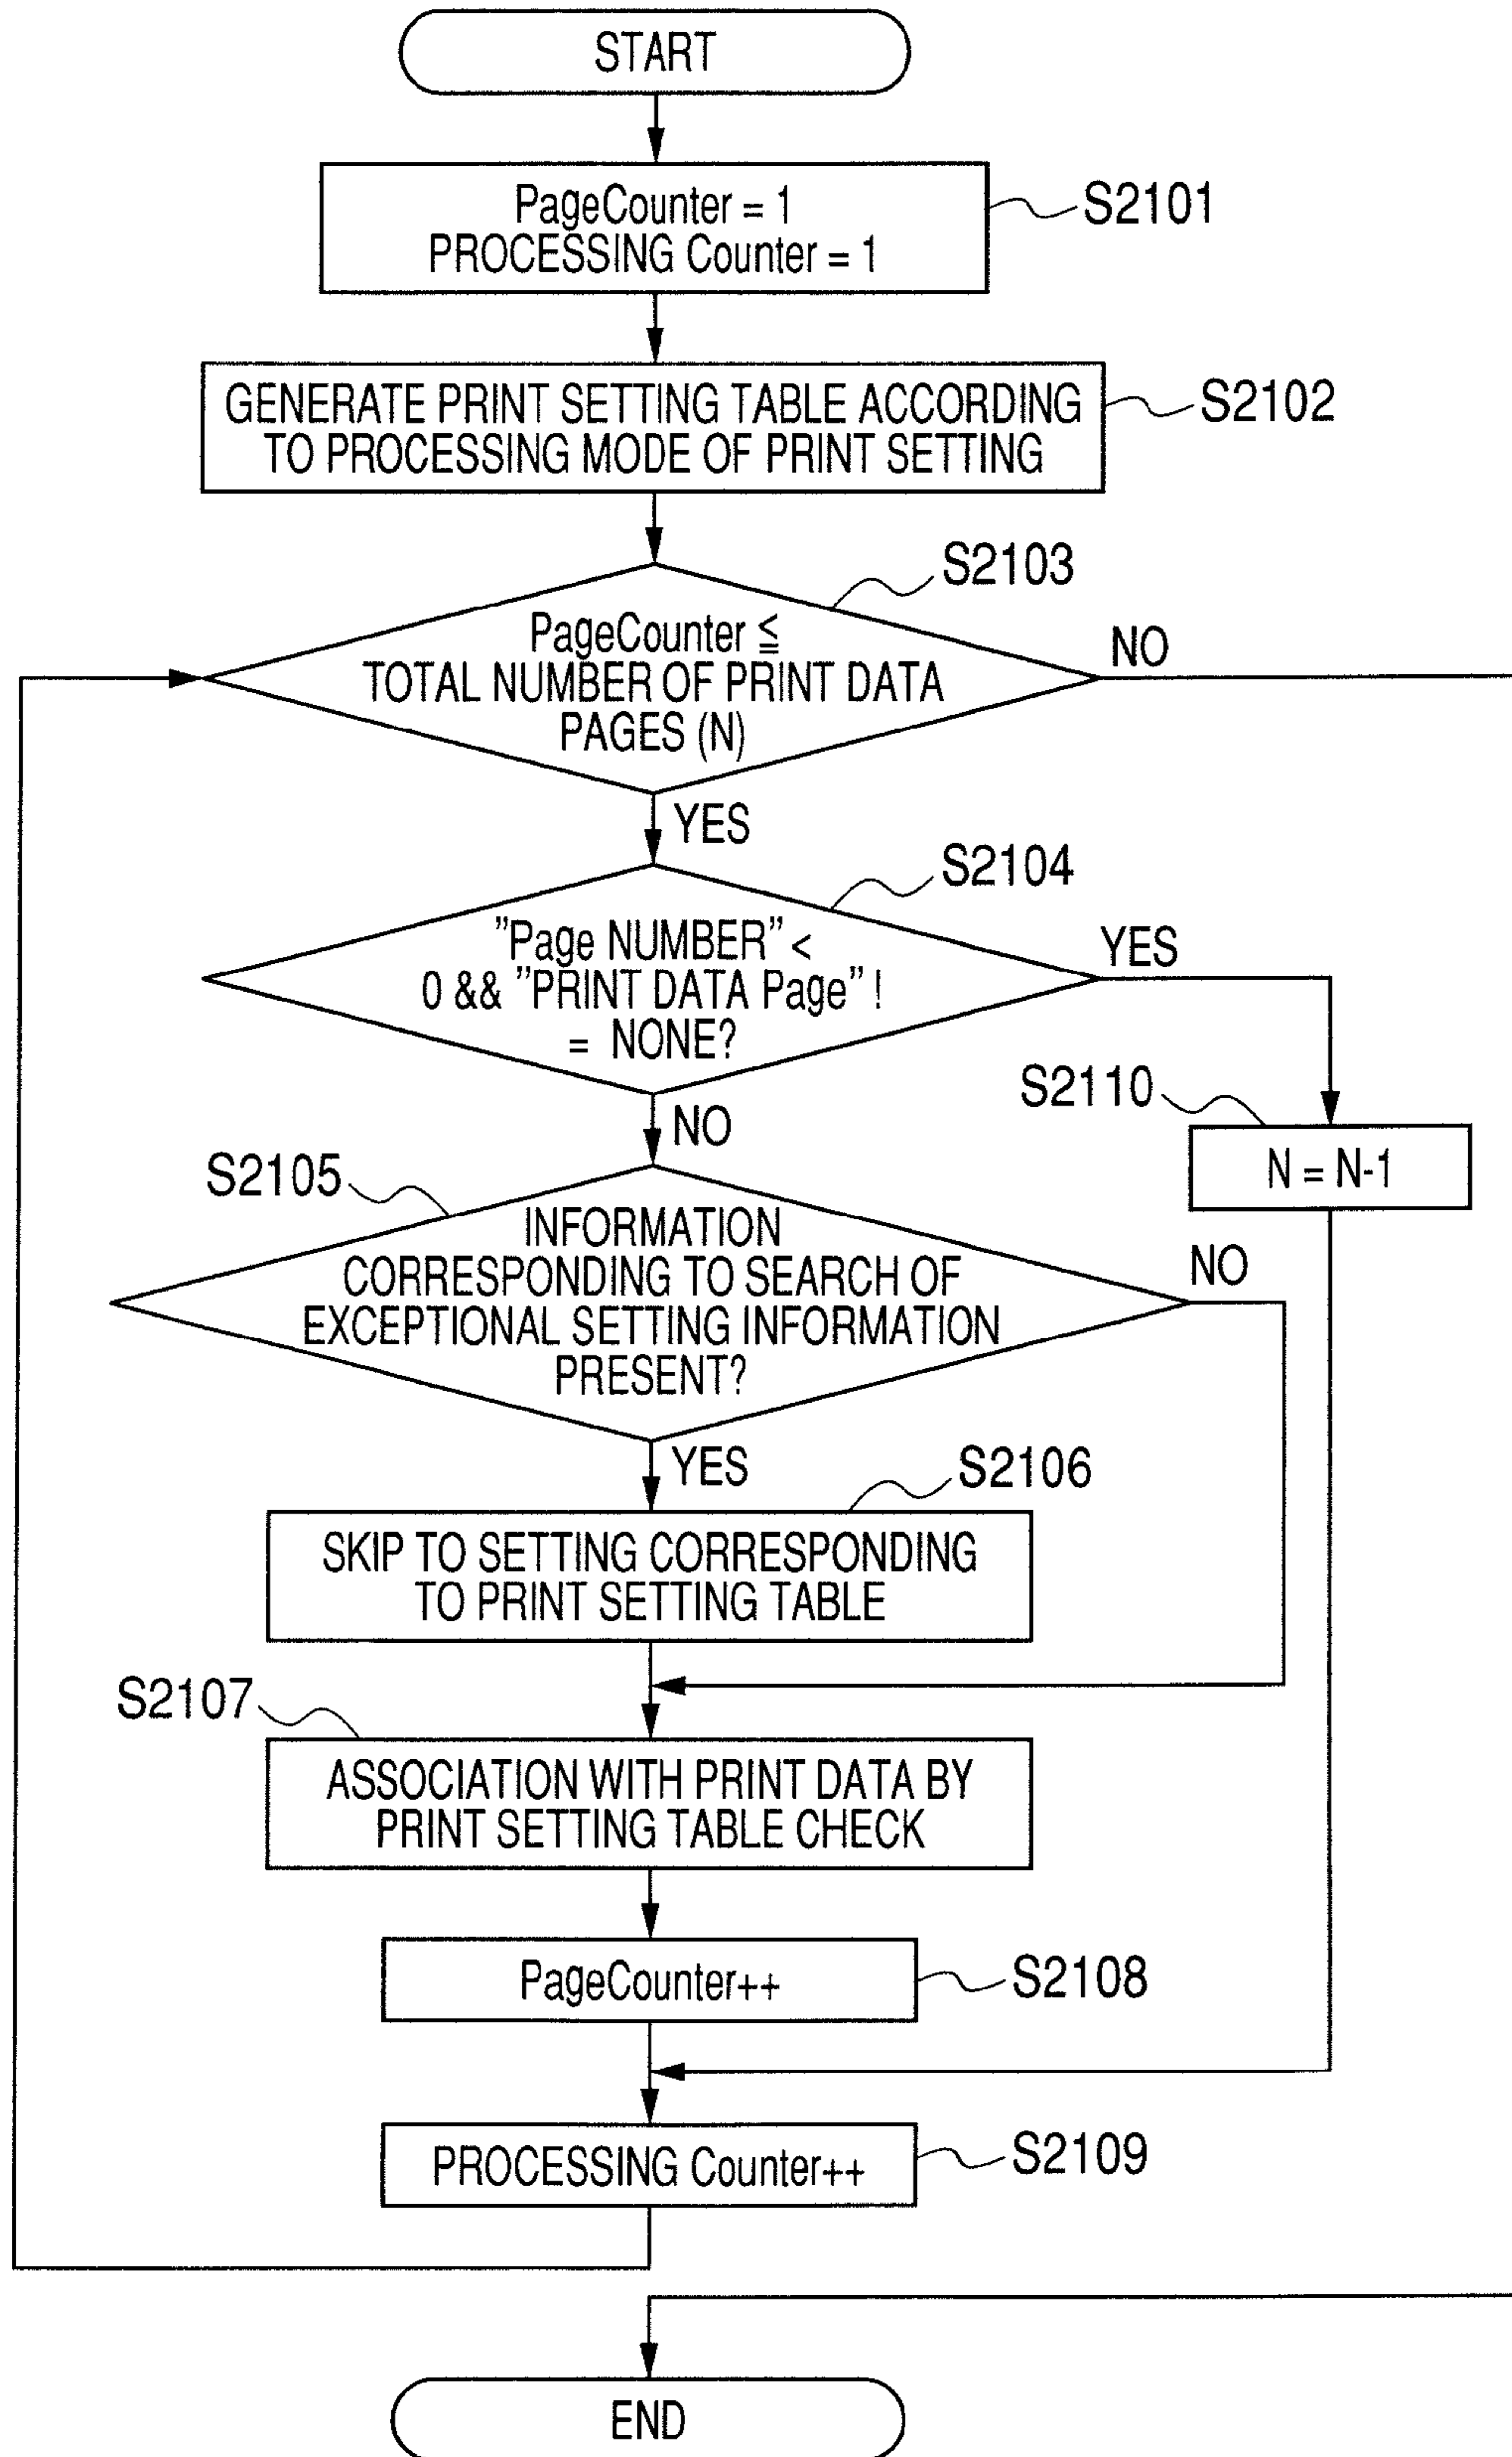 START
PageCounter = 1
PROCESSING Counter = 1
S2101
GENERATE PRINT SETTING TABLE ACCORDING
TO PROCESSING MODE OF PRINT SETTING
S2102
S2103
PageCounter ≦
TOTAL NUMBER OF PRINT DATA
PAGES (N)
NO
YES
S2104
"Page NUMBER" <
0 && "PRINT DATA Page" !
= NONE?
YES
NO
S2110
N = N-1
S2105
INFORMATION
CORRESPONDING TO SEARCH OF
EXCEPTIONAL SETTING INFORMATION
PRESENT?
NO
YES
S2106
SKIP TO SETTING CORRESPONDING
TO PRINT SETTING TABLE
S2107
ASSOCIATION WITH PRINT DATA BY
PRINT SETTING TABLE CHECK
PageCounter++
S2108
PROCESSING Counter++
S2109
END